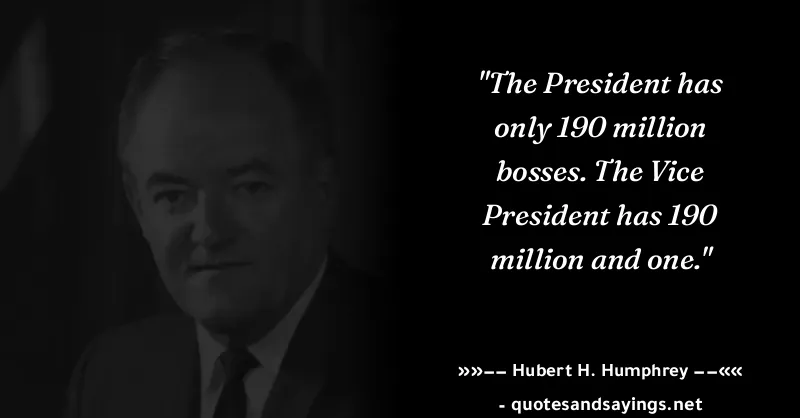 "The President has
only 190 million
bosses. The Vice
President has 190
million and one."
»»−− Hubert H. Humphrey −−««
- quotesandsayings.net